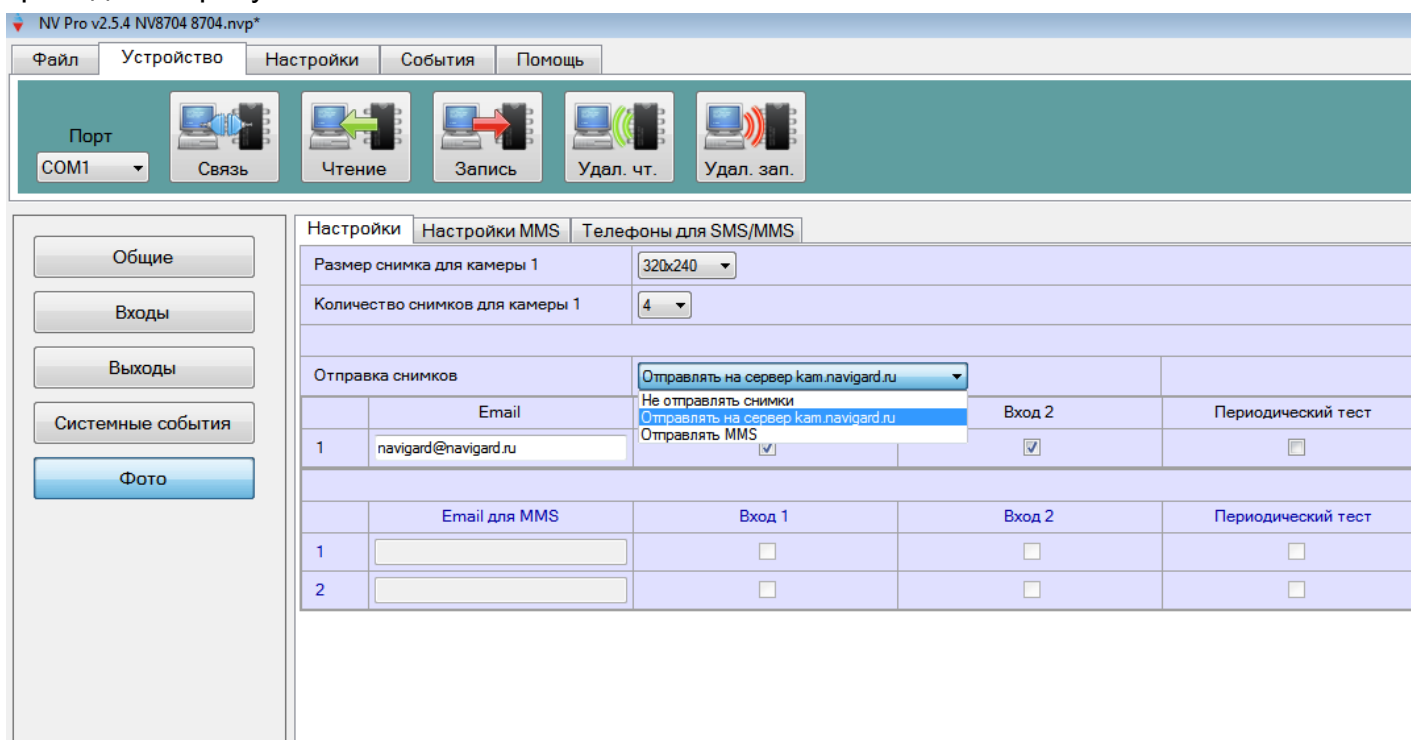 NV Pro v2.5.4 NV8704 8704.nvp*
Файл Устройство Настройки События Помощь
Порт
COM1 Связь Чтение Запись Удал. чт. Удал. зап.
Общие
Входы
Выходы
Системные события
Фото
Настройки Настройки MMS Телефоны для SMS/MMS
Размер снимка для камеры 1 320x240
Количество снимков для камеры 1 4
Отправка снимков Отправлять на сервер kam.navigard.ru
Не отправлять снимки
Отправлять на сервер kam.navigard.ru
Отправлять MMS
Email Вход 2 Периодический тест
1 navigard@navigard.ru
Email для MMS Вход 1 Вход 2 Периодический тест
1
2